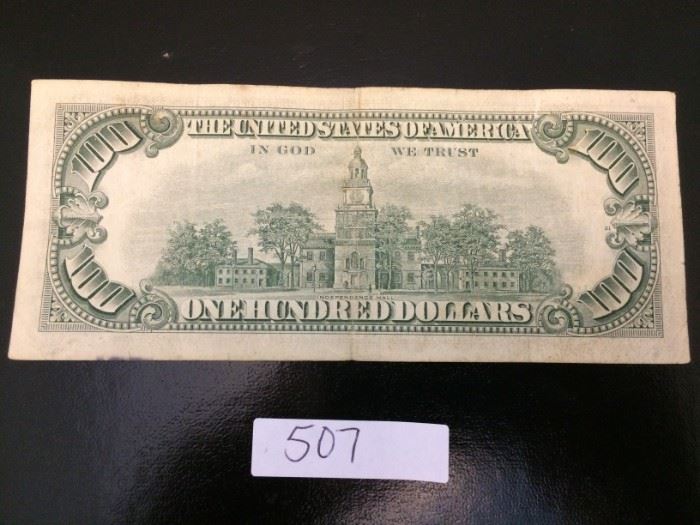 100 THE UNITED STATES OF AMERICA 100
IN GOD WE TRUST
INDEPENDENCE HALL
100 ONE HUNDRED DOLLARS 100
507